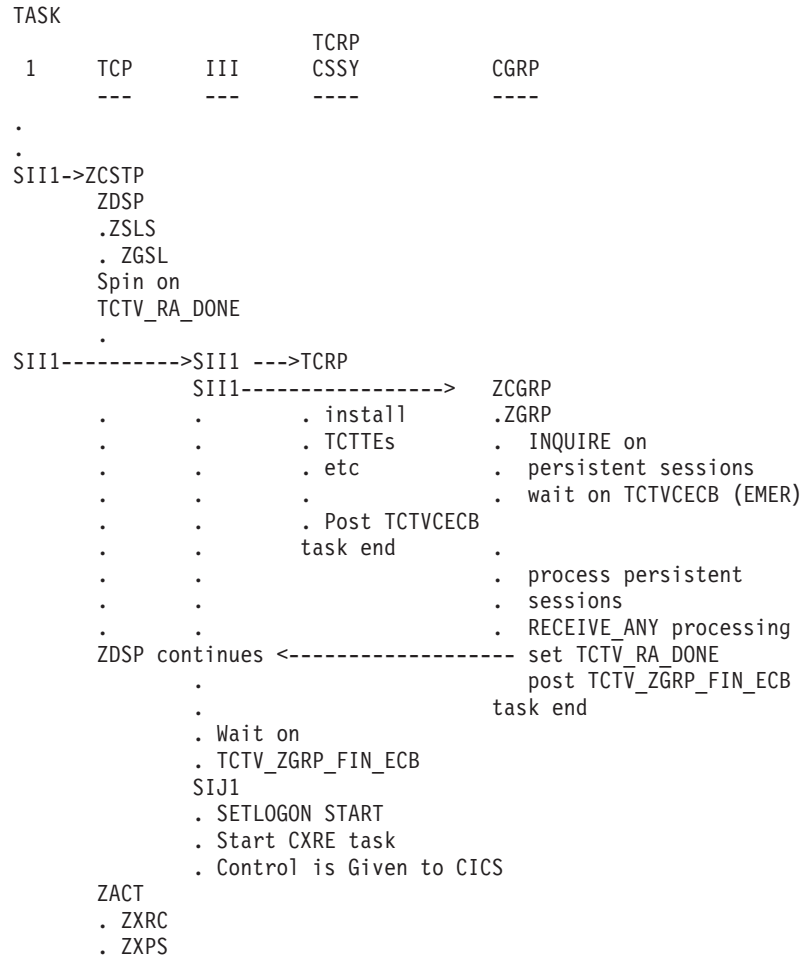 TASK
                           TCRP
 1     TCP      III        CSSY           CGRP
       ---      ---        ----           ----
.
.
SII1->ZCSTP
       ZDSP
       .ZSLS
       . ZGSL
       Spin on
       TCTV_RA_DONE
           .
SII1---------->SII1 --->TCRP
               SII1----------------->   ZCGRP
       .       .       . install        .ZGRP
       .       .       . TCTTEs         .  INQUIRE on
       .       .       . etc            .  persistent sessions
       .       .       .                .  wait on TCTVCECB (EMER)
       .       .       . Post TCTVCECB
       .       .       task end         .
       .       .                        .  process persistent
       .       .                        .  sessions
       .       .                        .  RECEIVE_ANY processing
       ZDSP continues <------------------- set TCTV_RA_DONE
               .                           post TCTV_ZGRP_FIN_ECB
               .                        task end
               . Wait on
               . TCTV_ZGRP_FIN_ECB
               SIJ1
               . SETLOGON START
               . Start CXRE task
               . Control is Given to CICS
       ZACT
       . ZXRC
       . ZXPS